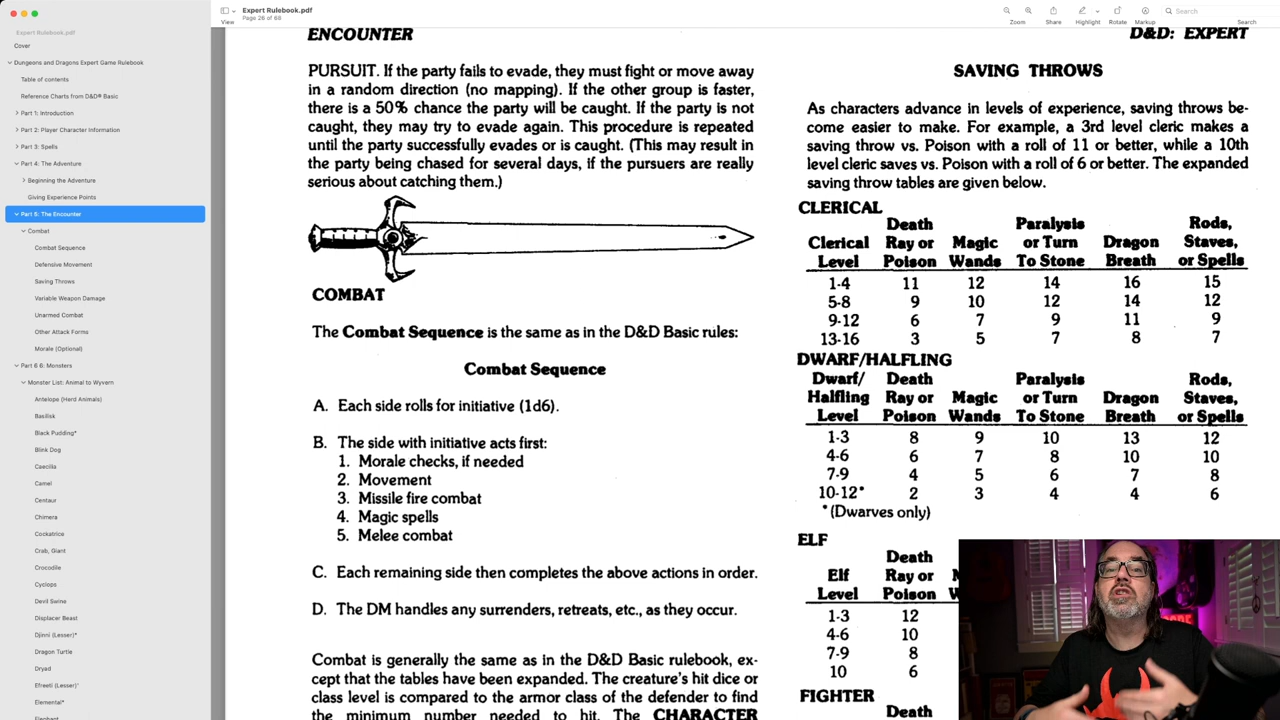 Expert Rulebook.pdf
Page 26 of 68
View
Zoom
Share
Highlight
Rotate
Markup
Search
Search
Expert Rulebook.pdf
Cover
Dungeons and Dragons Expert Game Rulebook
Table of contents
Reference Charts from D&D® Basic
Part 1: Introduction
Part 2: Player Character Information
Part 3: Spells
Part 4: The Adventure
Beginning the Adventure
Giving Experience Points
Part 5: The Encounter
Combat
Combat Sequence
Defensive Movement
Saving Throws
Variable Weapon Damage
Unarmed Combat
Other Attack Forms
Morale (Optional)
Part 6 6: Monsters
Monster List: Animal to Wyvern
Antelope (Herd Animals)
Basilisk
Black Pudding*
Blink Dog
Caecilia
Camel
Centaur
Chimera
Cockatrice
Crab, Giant
Crocodile
Cyclops
Devil Swine
Displacer Beast
Djinni (Lesser)*
Dragon Turtle
Dryad
Efreeti (Lesser)*
Elemental*
Elephant
ENCOUNTER
D&D: EXPERT
PURSUIT. If the party fails to evade, they must fight or move away
in a random direction (no mapping). If the other group is faster,
there is a 50% chance the party will be caught. If the party is not
caught, they may try to evade again. This procedure is repeated
until the party successfully evades or is caught. (This may result in
the party being chased for several days, if the pursuers are really
serious about catching them.)
COMBAT
The Combat Sequence is the same as in the D&D Basic rules:
Combat Sequence
A. Each side rolls for initiative (1d6).
B. The side with initiative acts first:
1. Morale checks, if needed
2. Movement
3. Missile fire combat
4. Magic spells
5. Melee combat
C. Each remaining side then completes the above actions in order.
D. The DM handles any surrenders, retreats, etc., as they occur.
Combat is generally the same as in the D&D Basic rulebook, ex-
cept that the tables have been expanded. The creature's hit dice or
class level is compared to the armor class of the defender to find
the minimum number needed to hit. The CHARACTER
SAVING THROWS
As characters advance in levels of experience, saving throws be-
come easier to make. For example, a 3rd level cleric makes a
saving throw vs. Poison with a roll of 11 or better, while a 10th
level cleric saves vs. Poison with a roll of 6 or better. The expanded
saving throw tables are given below.
CLERICAL
Death Paralysis Rods,
Clerical Ray or Magic or Turn Dragon Staves,
Level Poison Wands To Stone Breath or Spells
1-4 11 12 14 16 15
5-8 9 10 12 14 12
9-12 6 7 9 11 9
13-16 3 5 7 8 7
DWARF/HALFLING
Dwarf/ Death Paralysis Rods,
Halfling Ray or Magic or Turn Dragon Staves,
Level Poison Wands To Stone Breath or Spells
1-3 8 9 10 13 12
4-6 6 7 8 10 10
7-9 4 5 6 7 8
10-12* 2 3 4 4 6
*(Dwarves only)
ELF
Death
Elf Ray or
Level Poison
1-3 12
4-6 10
7-9 8
10 6
FIGHTER
Death